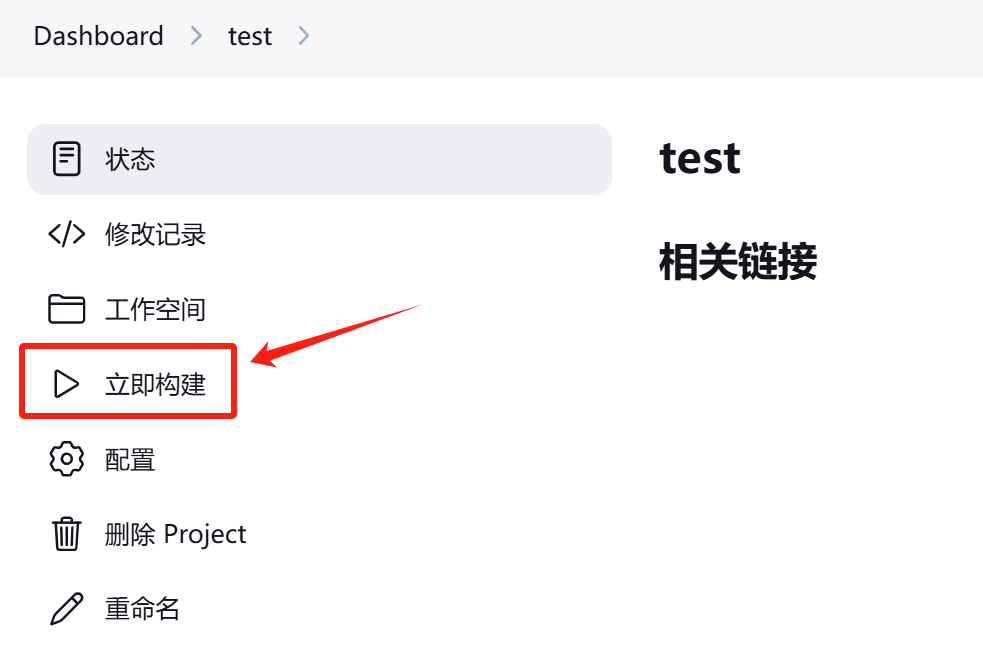 Dashboard > test >
状态
修改记录
工作空间
立即构建
配置
删除 Project
重命名
test
相关链接